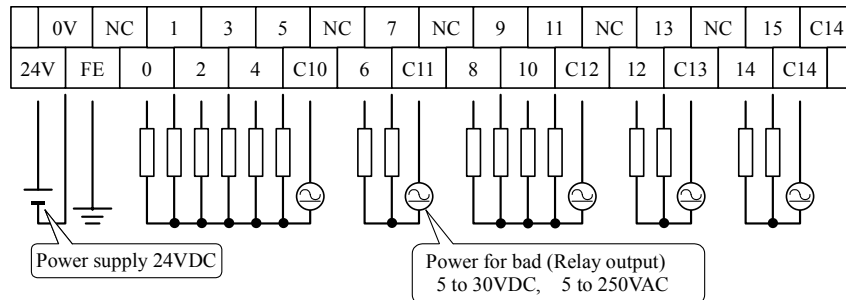 0V NC 1 3 5 NC 7 NC 9 11 NC 13 NC 15 C14
24V FE 0 2 4 C10 6 C11 8 10 C12 12 C13 14 C14
Power supply 24VDC
Power for bad (Relay output)
5 to 30VDC, 5 to 250VAC